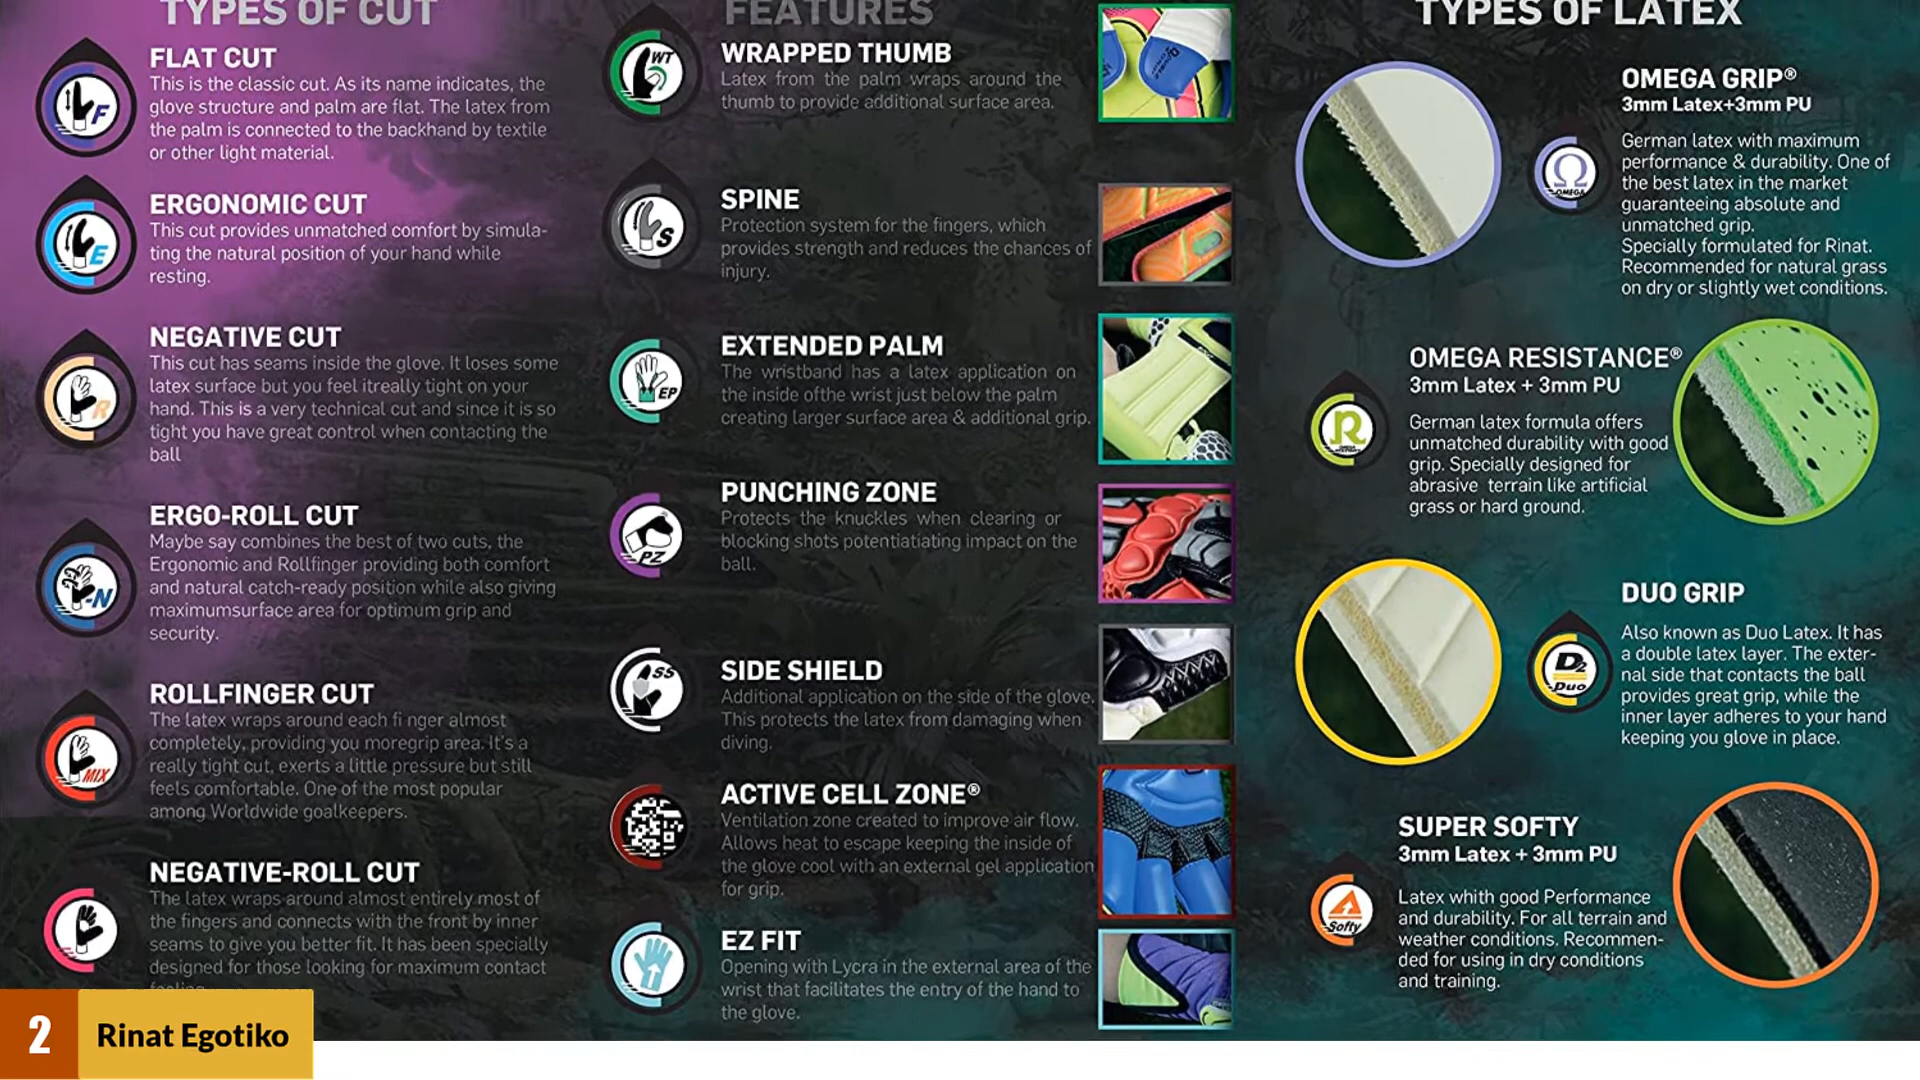 TYPES OF CUT
FLAT CUT
This is the classic cut. As its name indicates, the
glove structure and palm are flat. The latex from
the palm is connected to the backhand by textile
or other light material.
F
ERGONOMIC CUT
This cut provides unmatched comfort by simula-
ting the natural position of your hand while
resting.
E
NEGATIVE CUT
This cut has seams inside the glove. It loses some
latex surface but you feel itreally tight on your
hand. This is a very technical cut and since it is so
tight you have great control when contacting the
ball
R
ERGO-ROLL CUT
Maybe say combines the best of two cuts, the
Ergonomic and Rollfinger providing both comfort
and natural catch-ready position while also giving
maximumsurface area for optimum grip and
security.
-N
ROLLFINGER CUT
The latex wraps around each fi nger almost
completely, providing you moregrip area. It's a
really tight cut, exerts a little pressure but still
feels comfortable. One of the most popular
among Worldwide goalkeepers.
MIX
NEGATIVE-ROLL CUT
The latex wraps around almost entirely most of
the fingers and connects with the front by inner
seams to give you better fit. It has been specially
designed for those looking for maximum contact
feeling
FEATURES
WRAPPED THUMB
Latex from the palm wraps around the
thumb to provide additional surface area.
WT
SPINE
Protection system for the fingers, which
provides strength and reduces the chances of
injury.
S
EXTENDED PALM
The wristband has a latex application on
the inside ofthe wrist just below the palm
creating larger surface area & additional grip.
EP
PUNCHING ZONE
Protects the knuckles when clearing or
blocking shots potentiatiating impact on the
ball.
PZ
SIDE SHIELD
Additional application on the side of the glove.
This protects the latex from damaging when
diving.
SS
ACTIVE CELL ZONE®
Ventilation zone created to improve air flow.
Allows heat to escape keeping the inside of
the glove cool with an external gel application
for grip.
EZ FIT
Opening with Lycra in the external area of the
wrist that facilitates the entry of the hand to
the glove.
TYPES OF LATEX
OMEGA GRIP®
3mm Latex+3mm PU
German latex with maximum
performance & durability. One of
the best latex in the market
guaranteeing absolute and
unmatched grip.
Specially formulated for Rinat.
Recommended for natural grass
on dry or slightly wet conditions.
Ω
OMEGA
OMEGA RESISTANCE®
3mm Latex + 3mm PU
German latex formula offers
unmatched durability with good
grip. Specially designed for
abrasive terrain like artificial
grass or hard ground.
R
DUO GRIP
Also known as Duo Latex. It has
a double latex layer. The exter-
nal side that contacts the ball
provides great grip, while the
inner layer adheres to your hand
keeping you glove in place.
D2
Duo
SUPER SOFTY
3mm Latex + 3mm PU
Latex whith good Performance
and durability. For all terrain and
weather conditions. Recommen-
ded for using in dry conditions
and training.
Softy
2
Rinat Egotiko